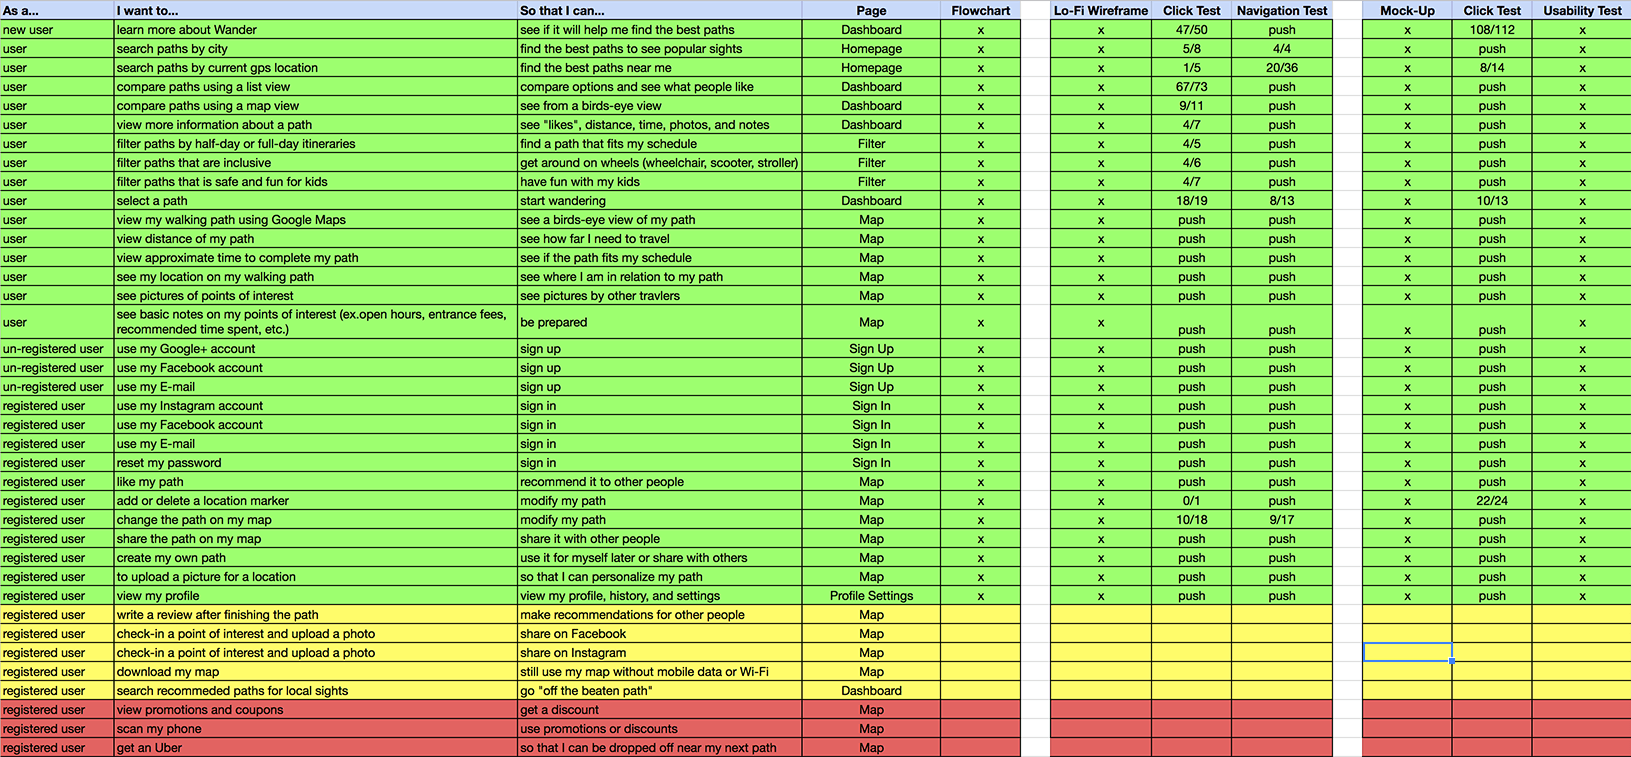 As a... I want to... So that I can... Page Flowchart Lo-Fi Wireframe Click Test Navigation Test Mock-Up Click Test Usability Test
new user learn more about Wander see if it will help me find the best paths Dashboard x x 47/50 push x 108/112 x
user search paths by city find the best paths to see popular sights Homepage x x 5/8 4/4 x push x
user search paths by current gps location find the best paths near me Homepage x x 1/5 20/36 x 8/14 x
user compare paths using a list view compare options and see what people like Dashboard x x 67/73 push x push x
user compare paths using a map view see from a birds-eye view Dashboard x x 9/11 push x push x
user view more information about a path see "likes", distance, time, photos, and notes Dashboard x x 4/7 push x push x
user filter paths by half-day or full-day itineraries find a path that fits my schedule Filter x x 4/5 push x push x
user filter paths that are inclusive get around on wheels (wheelchair, scooter, stroller) Filter x x 4/6 push x push x
user filter paths that is safe and fun for kids have fun with my kids Filter x x 4/7 push x push x
user select a path start wandering Dashboard x x 18/19 8/13 x 10/13 x
user view my walking path using Google Maps see a birds-eye view of my path Map x x push push x push x
user view distance of my path see how far I need to travel Map x x push push x push x
user view approximate time to complete my path see if the path fits my schedule Map x x push push x push x
user see my location on my walking path see where I am in relation to my path Map x x push push x push x
user see pictures of points of interest see pictures by other travlers Map x x push push x push x
user see basic notes on my points of interest (ex.open hours, entrance fees, recommended time spent, etc.) be prepared Map x x push push x push x
un-registered user use my Google+ account sign up Sign Up x x push push x push x
un-registered user use my Facebook account sign up Sign Up x x push push x push x
un-registered user use my E-mail sign up Sign Up x x push push x push x
registered user use my Instagram account sign in Sign In x x push push x push x
registered user use my Facebook account sign in Sign In x x push push x push x
registered user use my E-mail sign in Sign In x x push push x push x
registered user reset my password sign in Sign In x x push push x push x
registered user like my path recommend it to other people Map x x push push x push x
registered user add or delete a location marker modify my path Map x x 0/1 push x 22/24 x
registered user change the path on my map modify my path Map x x 10/18 9/17 x push x
registered user share the path on my map share it with other people Map x x push push x push x
registered user create my own path use it for myself later or share with others Map x x push push x push x
registered user to upload a picture for a location so that I can personalize my path Map x x push push x push x
registered user view my profile view my profile, history, and settings Profile Settings x x push push x push x
registered user write a review after finishing the path make recommendations for other people Map
registered user check-in a point of interest and upload a photo share on Facebook Map
registered user check-in a point of interest and upload a photo share on Instagram Map
registered user download my map still use my map without mobile data or Wi-Fi Map
registered user search recommeded paths for local sights go "off the beaten path" Dashboard
registered user view promotions and coupons get a discount Map
registered user scan my phone use promotions or discounts Map
registered user get an Uber so that I can be dropped off near my next path Map